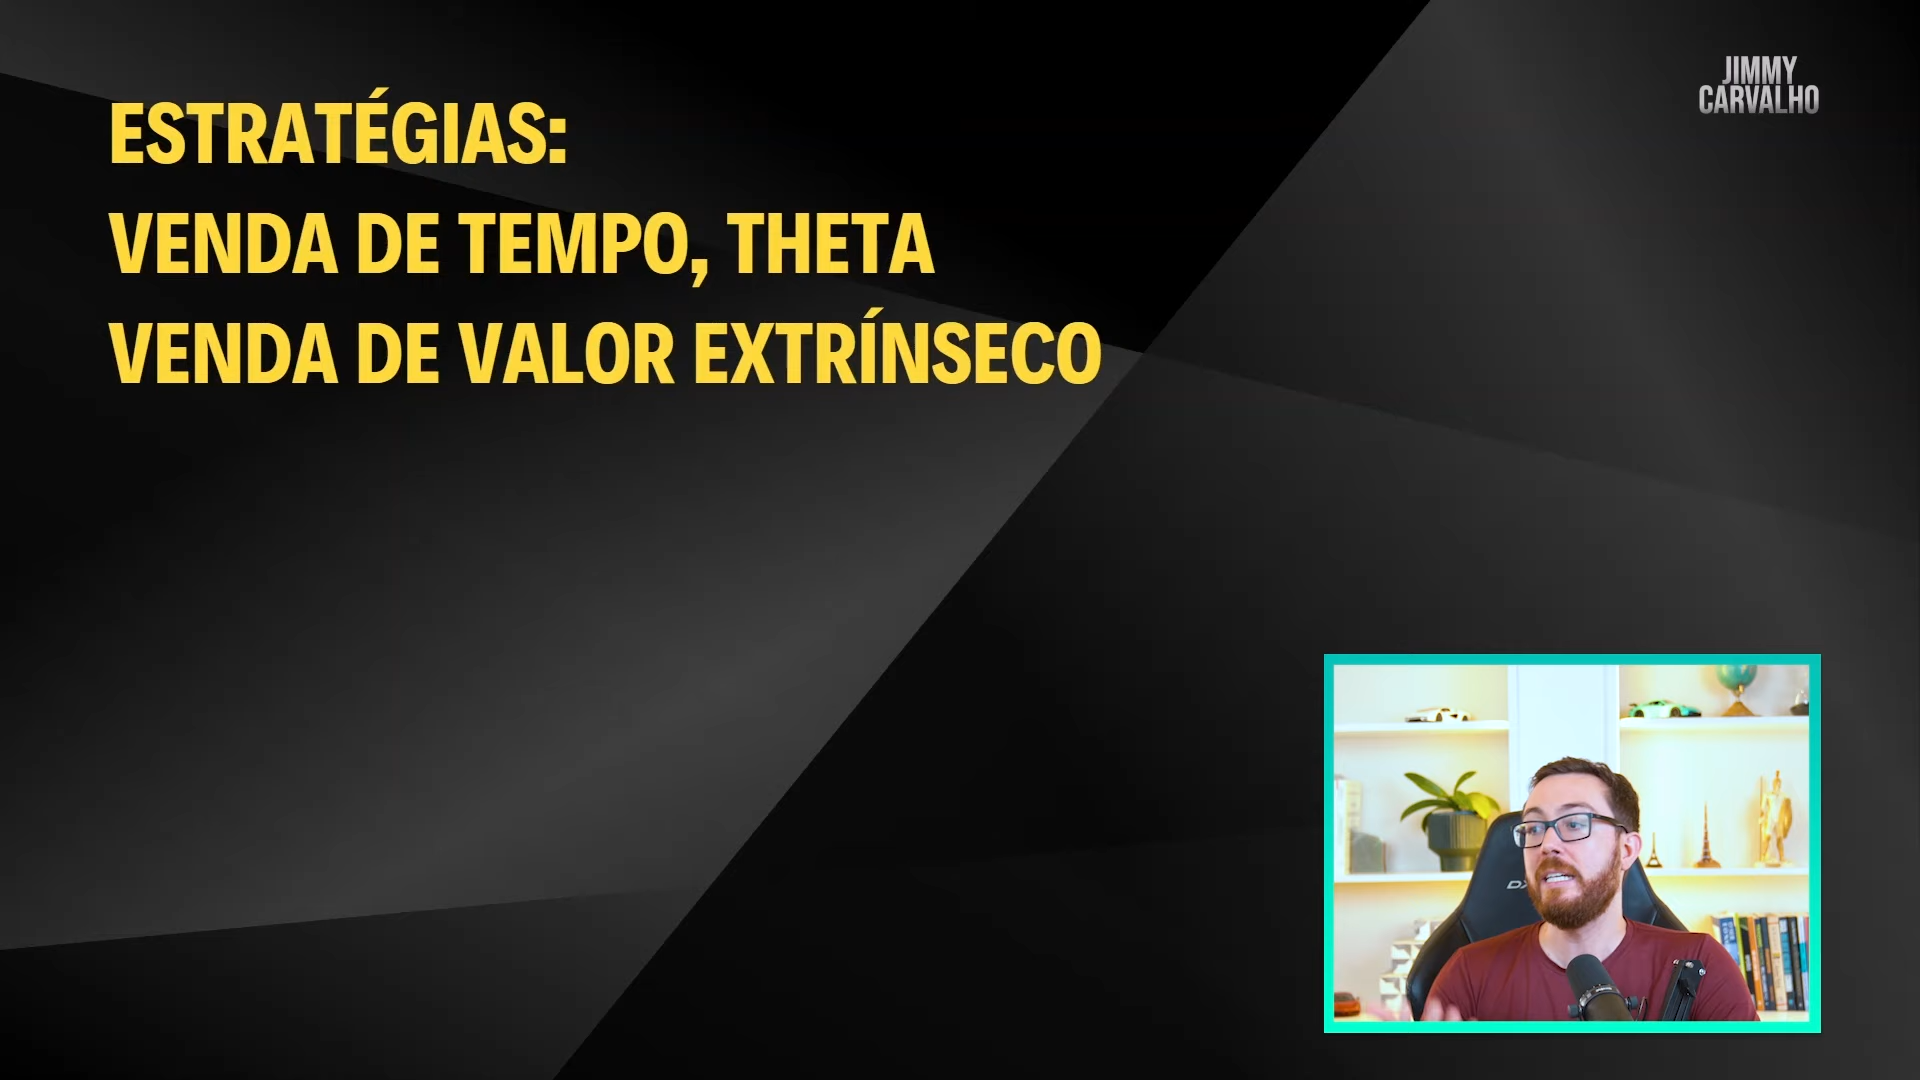 JIMMY
CARVALHO
ESTRATÉGIAS:
VENDA DE TEMPO, THETA
VENDA DE VALOR EXTRÍNSECO